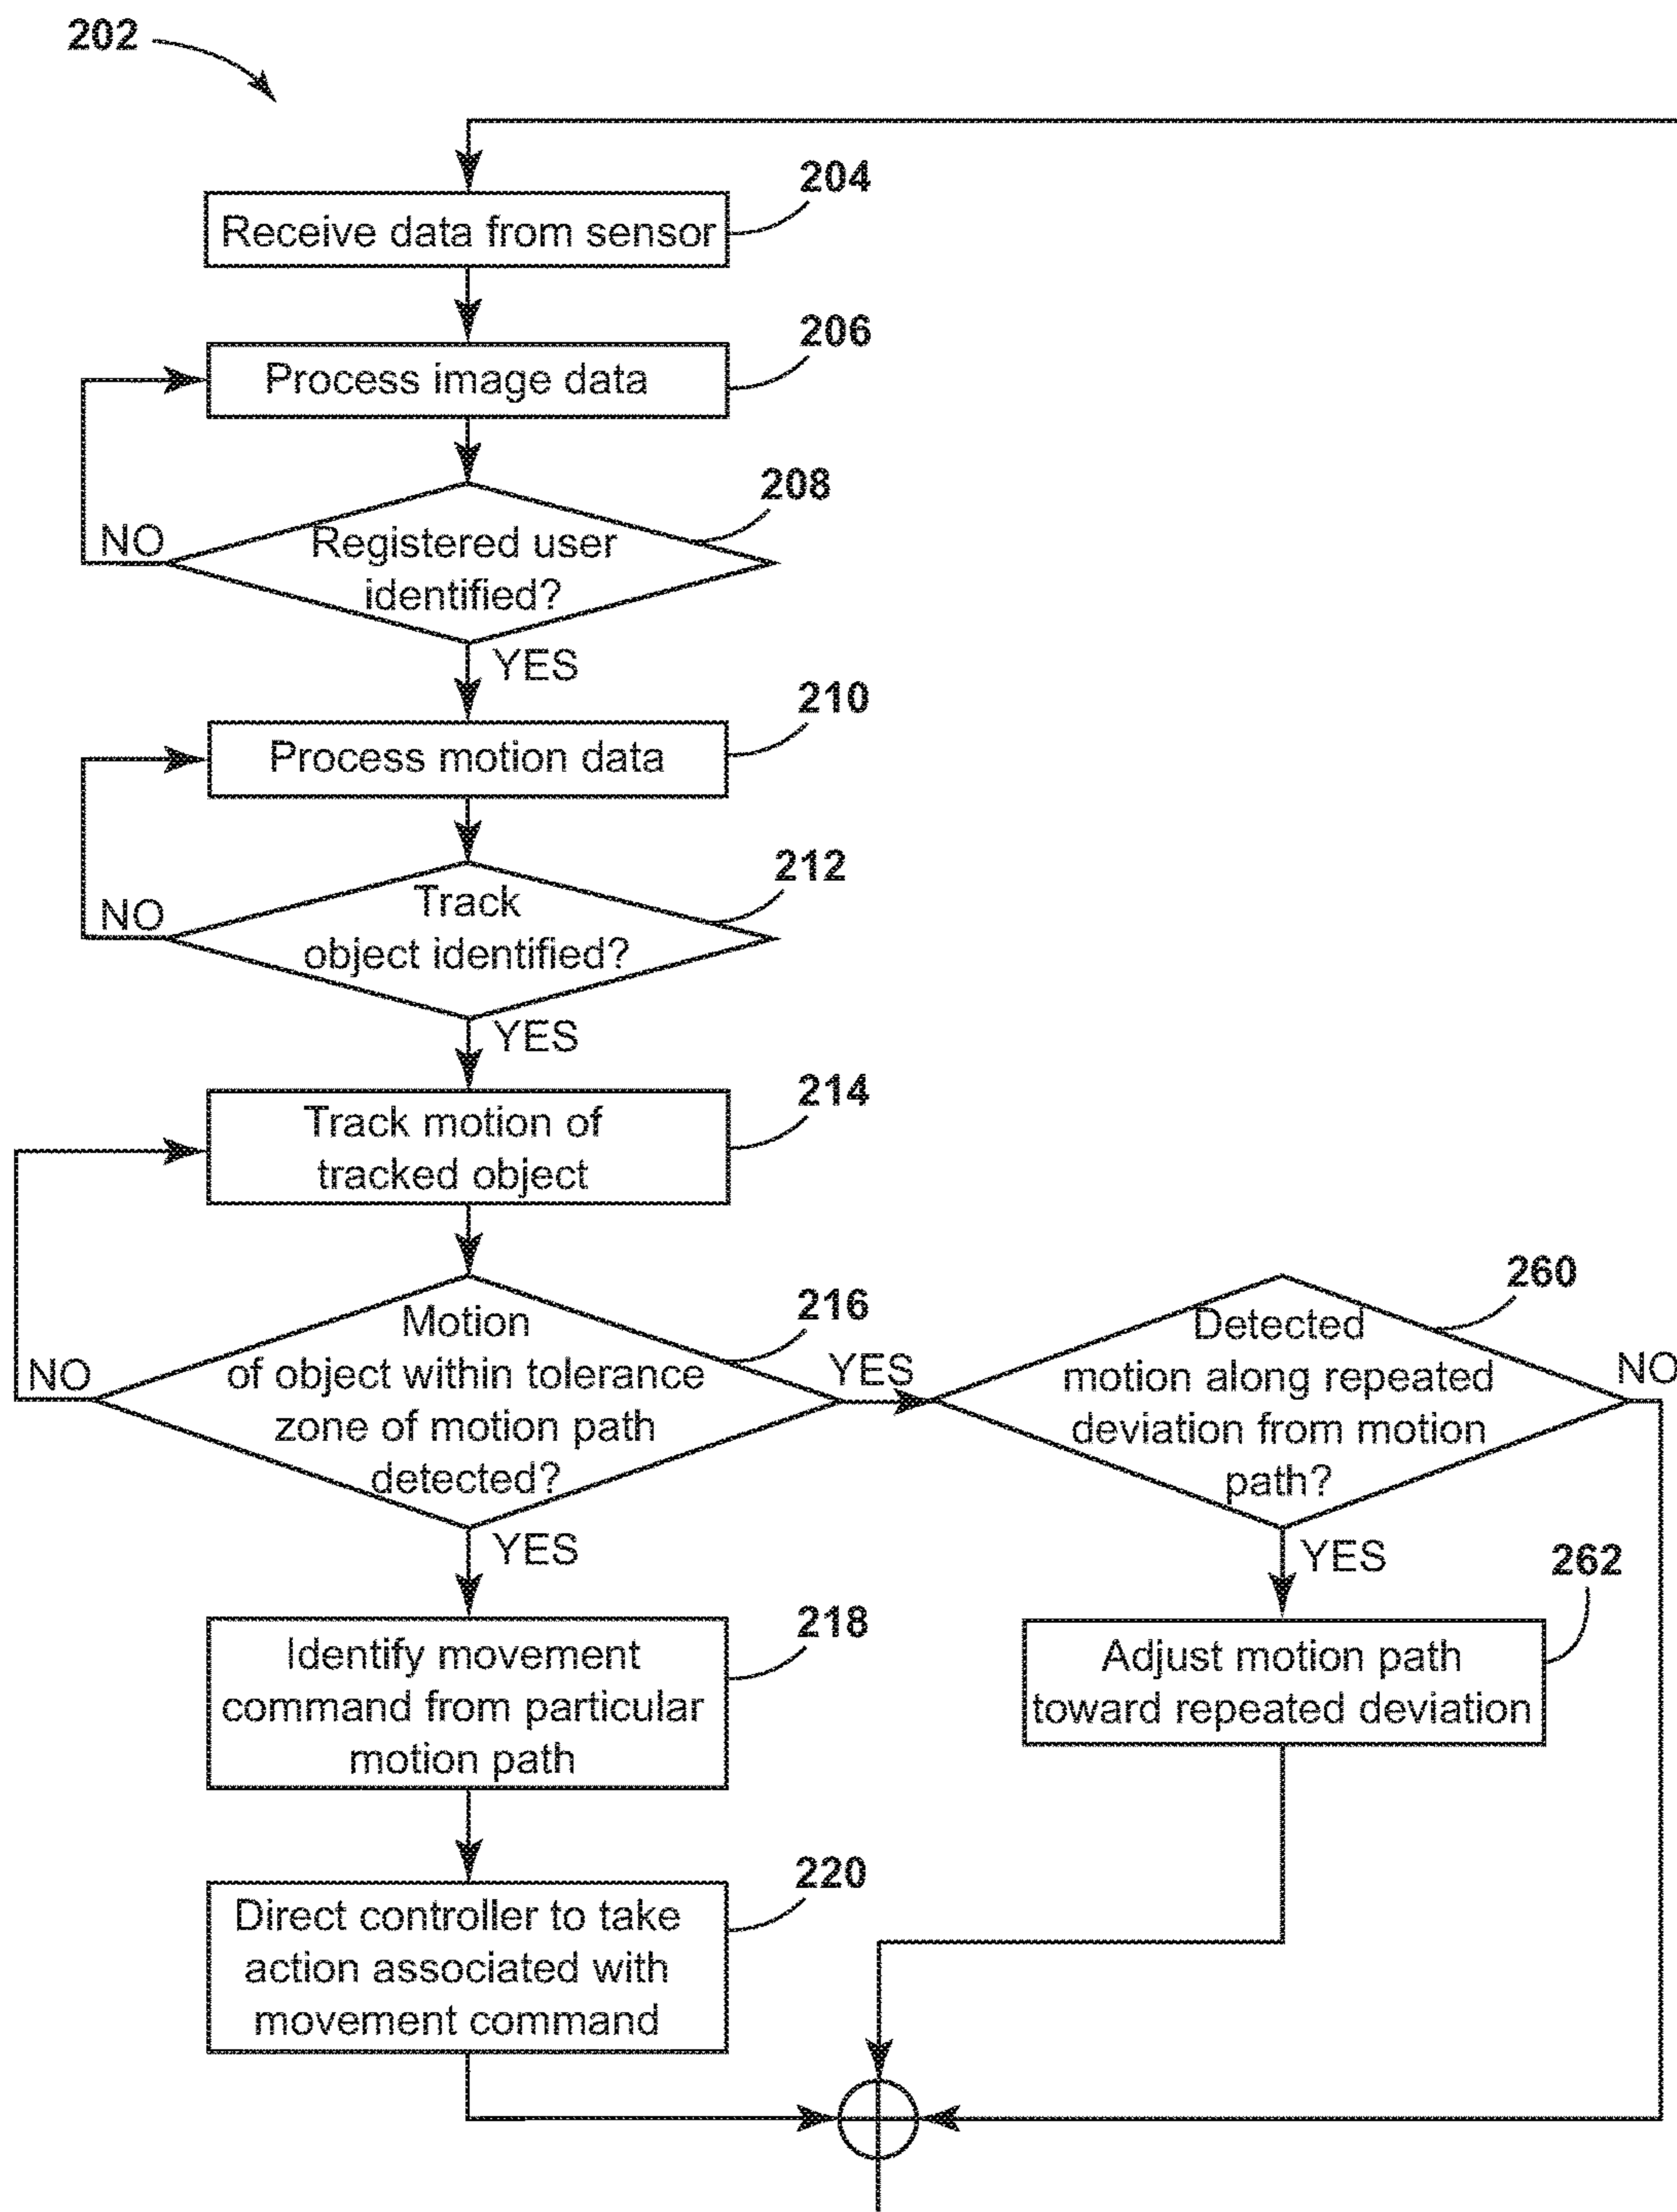 202
204
Receive data from sensor
206
Process image data
208
NO
Registered user
identified?
YES
210
Process motion data
212
NO
Track
object identified?
YES
214
Track motion of
tracked object
216
NO
Motion
of object within tolerance
zone of motion path
detected?
YES
260
Detected
motion along repeated
deviation from motion
path?
NO
YES
YES
218
Identify movement
command from particular
motion path
262
Adjust motion path
toward repeated deviation
220
Direct controller to take
action associated with
movement command